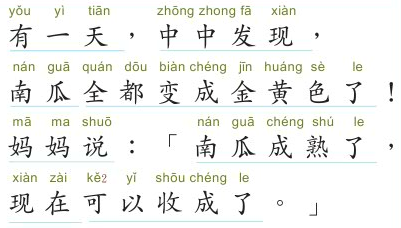 yǒu yì tiān zhōng zhong fā xiàn
有一天，中中发现，
nán guā quán dōu biàn chéng jīn huáng sè le
南瓜全都变成金黄色了！
mā ma shuō nán guā chéng shú le
妈妈说：「南瓜成熟了，
xiàn zài kě2 yǐ shōu chéng le
现在可以收成了。」